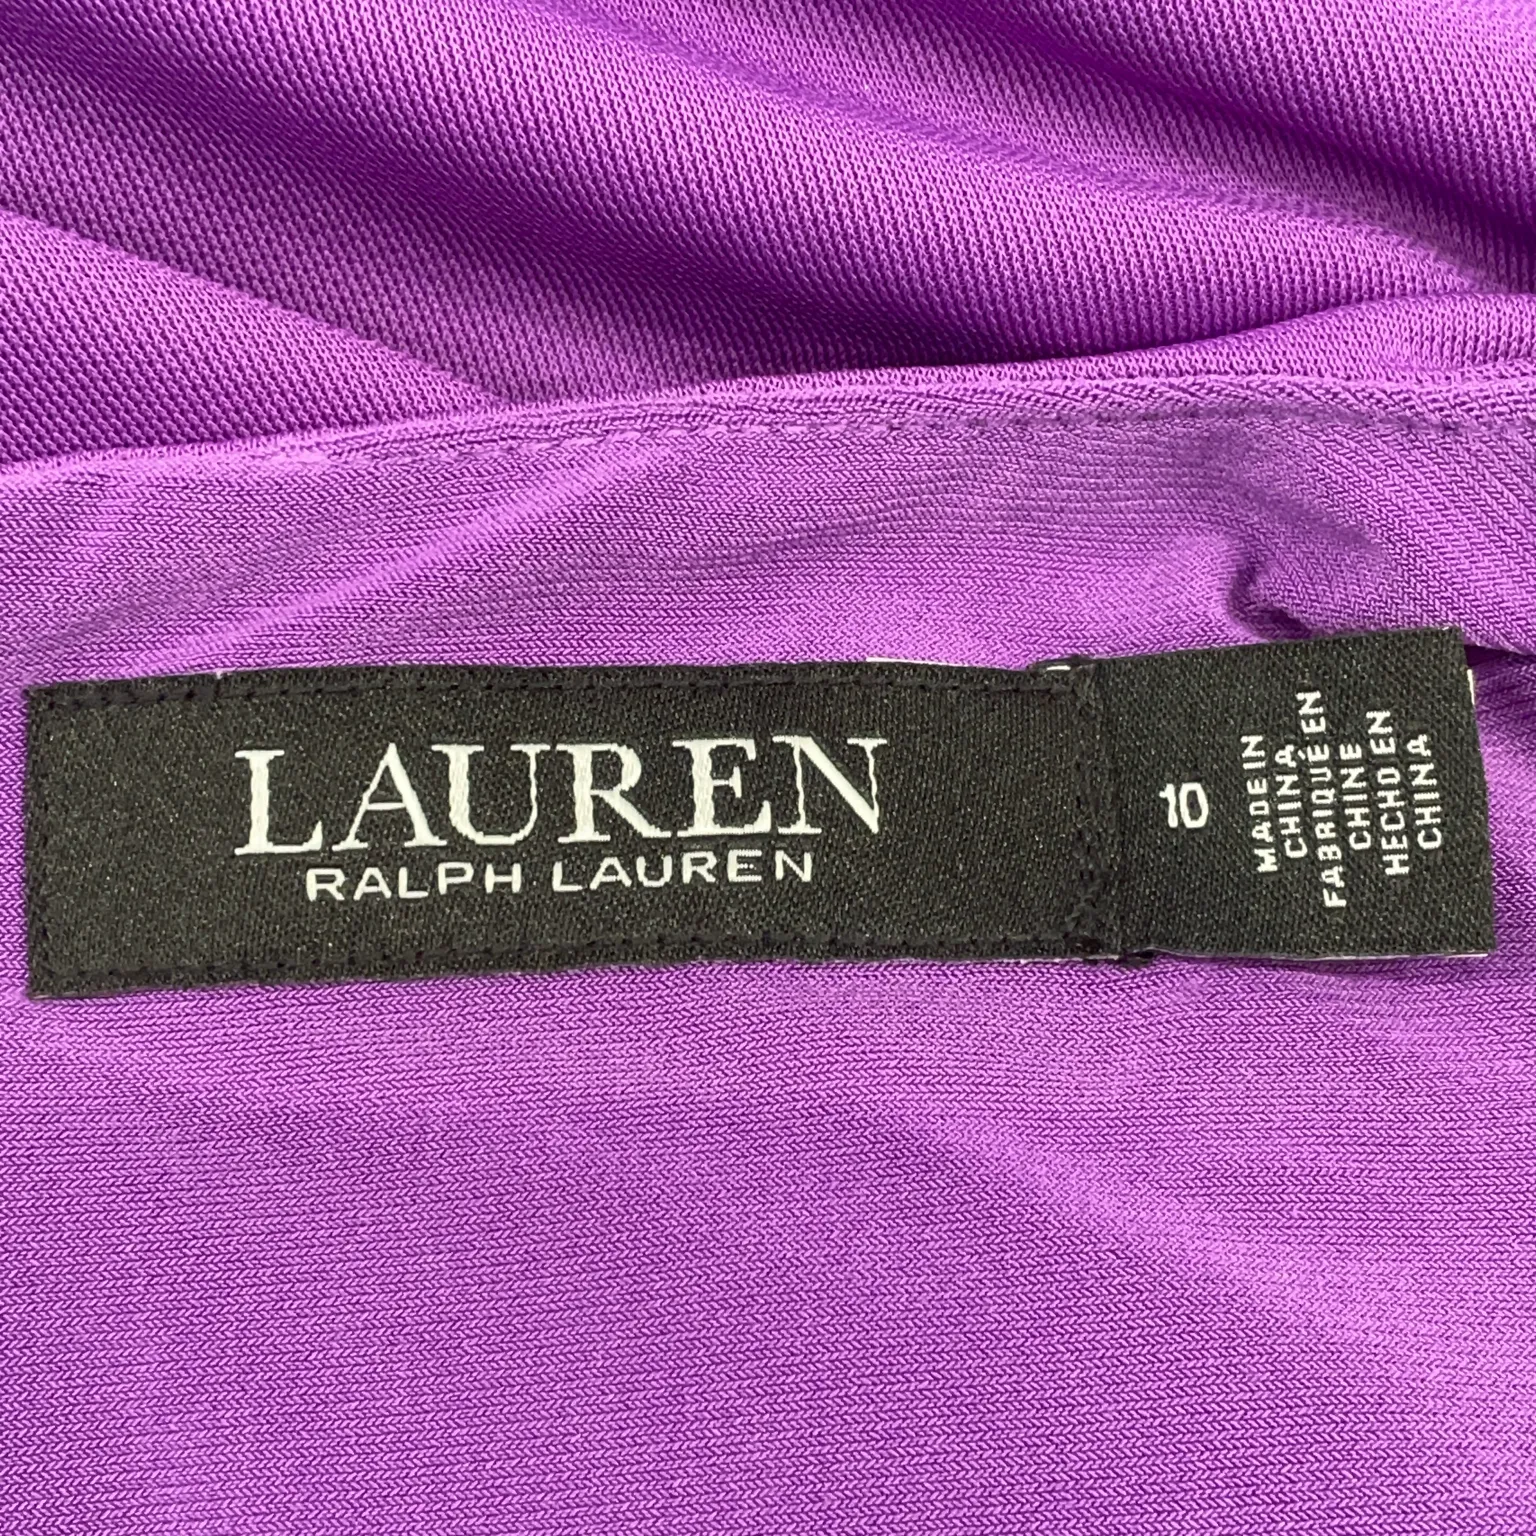 LAUREN
RALPH LAUREN
10
MADE IN
CHINA
FABRIQUÉ EN
CHINE
HECHO EN
CHINA